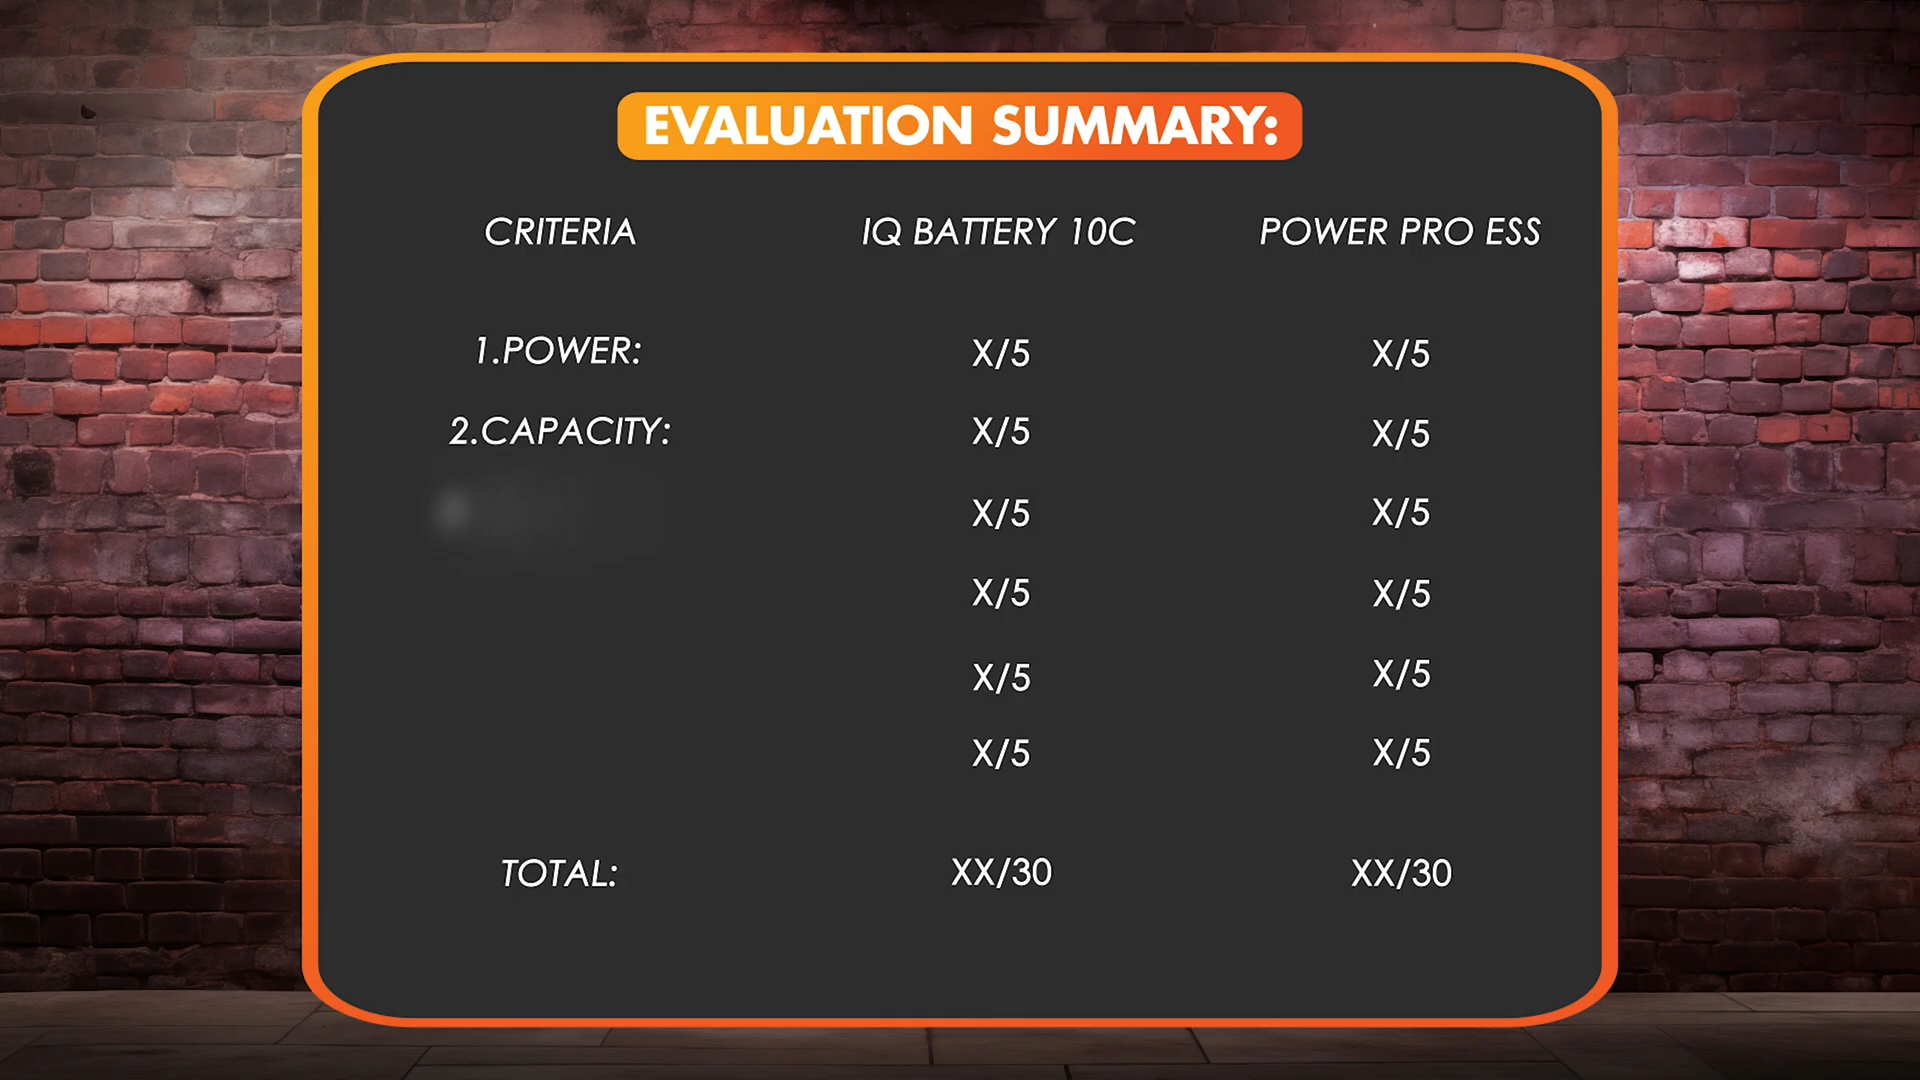 EVALUATION SUMMARY:
CRITERIA IQ BATTERY 10C POWER PRO ESS
1.POWER: X/5 X/5
2.CAPACITY: X/5 X/5
X/5 X/5
X/5 X/5
X/5 X/5
X/5 X/5
TOTAL: XX/30 XX/30